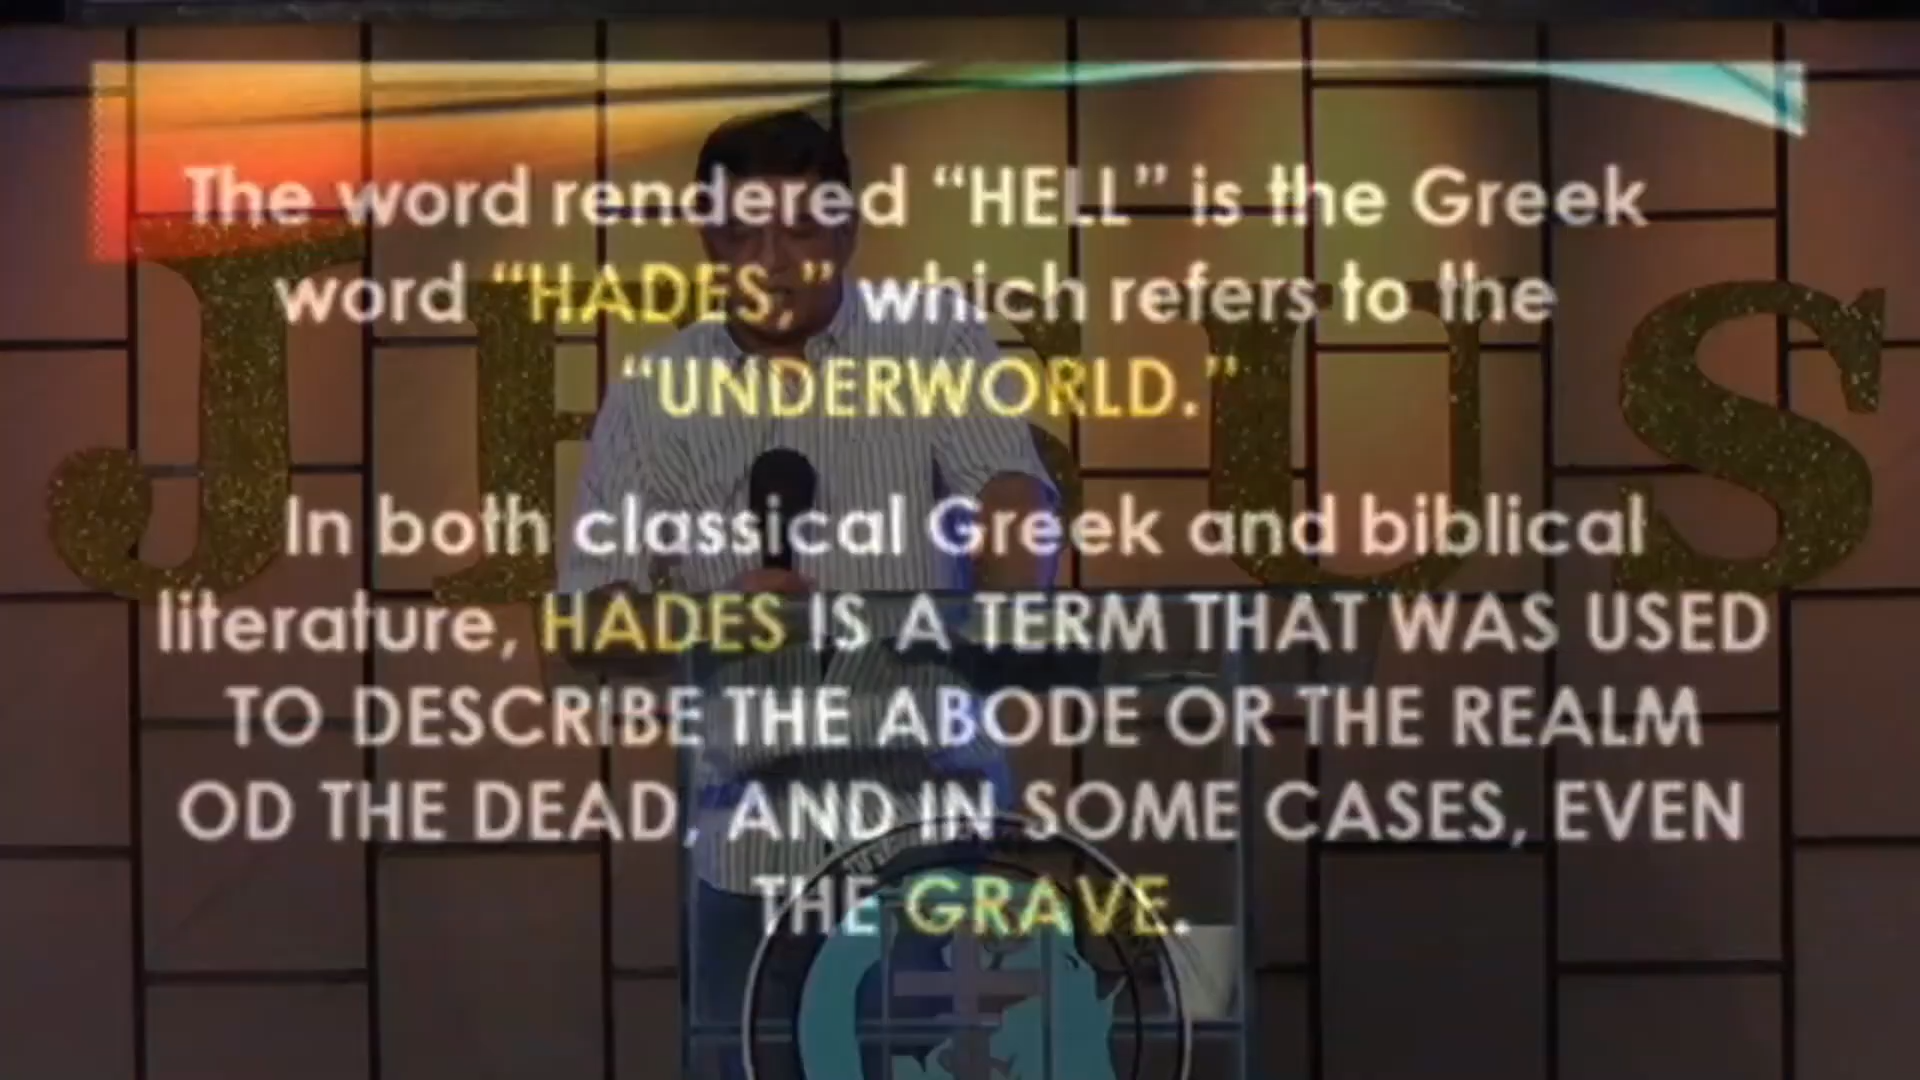 The word rendered “HELL” is the Greek
word “HADES,” which refers to the
“UNDERWORLD.”
In both classical Greek and biblical
literature, HADES IS A TERM THAT WAS USED
TO DESCRIBE THE ABODE OR THE REALM
OD THE DEAD, AND IN SOME CASES, EVEN
THE GRAVE.
JESUS